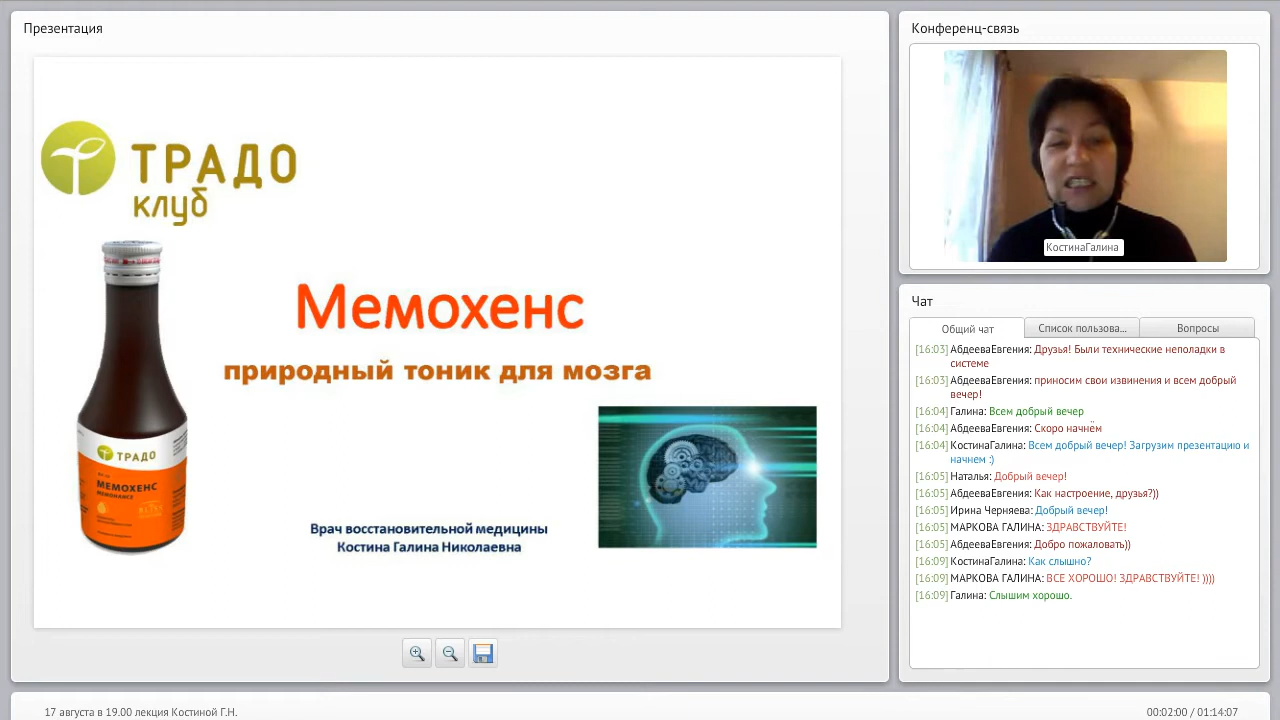 Презентация
ТРАДО
клуб
Мемохенс
природный тоник для мозга
ТРАДО
МЕМОХЕНС
Врач восстановительной медицины
Костина Галина Николаевна
Конференц-связь
КостинаГалина
Чат
Общий чат
Список пользова...
Вопросы
[16:03] АбдееваЕвгения: Друзья! Были технические неполадки в
системе
[16:03] АбдееваЕвгения: приносим свои извинения и всем добрый
вечер!
[16:04] Галина: Всем добрый вечер
[16:04] АбдееваЕвгения: Скоро начнём
[16:04] КостинаГалина: Всем добрый вечер! Загрузим презентацию и
начнем :)
[16:05] Наталья: Добрый вечер!
[16:05] АбдееваЕвгения: Как настроение, друзья?))
[16:05] Ирина Черняева: Добрый вечер!
[16:05] МАРКОВА ГАЛИНА: ЗДРАВСТВУЙТЕ!
[16:05] АбдееваЕвгения: Добро пожаловать))
[16:09] КостинаГалина: Как слышно?
[16:09] МАРКОВА ГАЛИНА: ВСЕ ХОРОШО! ЗДРАВСТВУЙТЕ! ))))
[16:09] Галина: Слышим хорошо.
17 августа в 19.00 лекция Костиной Г.Н.
00:02:00 / 01:14:07